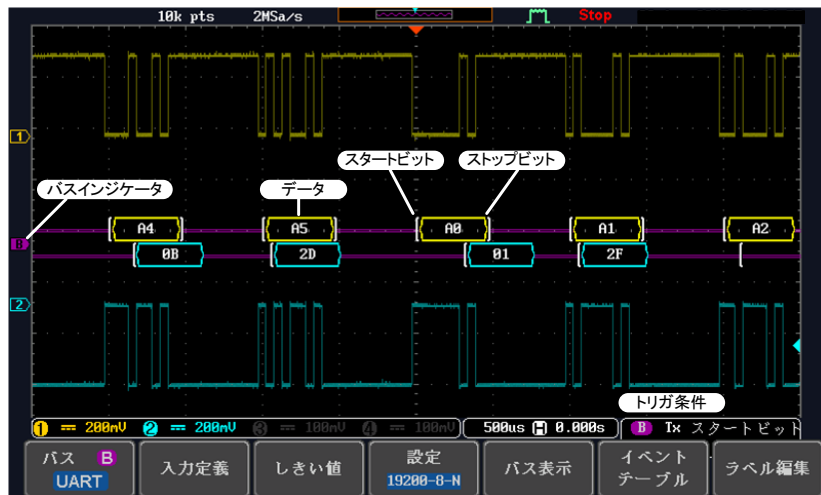 10k pts 2MSa/s Stop
1
スタートビット ストップビット
バスインジケータ データ
A4 A5 A0 A1 A2
B
0B 2D 01 2F
2
トリガ条件
1 200mV 2 200mV 3 100mV 4 100mV 500us H 0.000s B Tx スタートビット
バス B
UART
入力定義
しきい値
設定
19200-8-N
バス表示
イベント
テーブル
ラベル編集